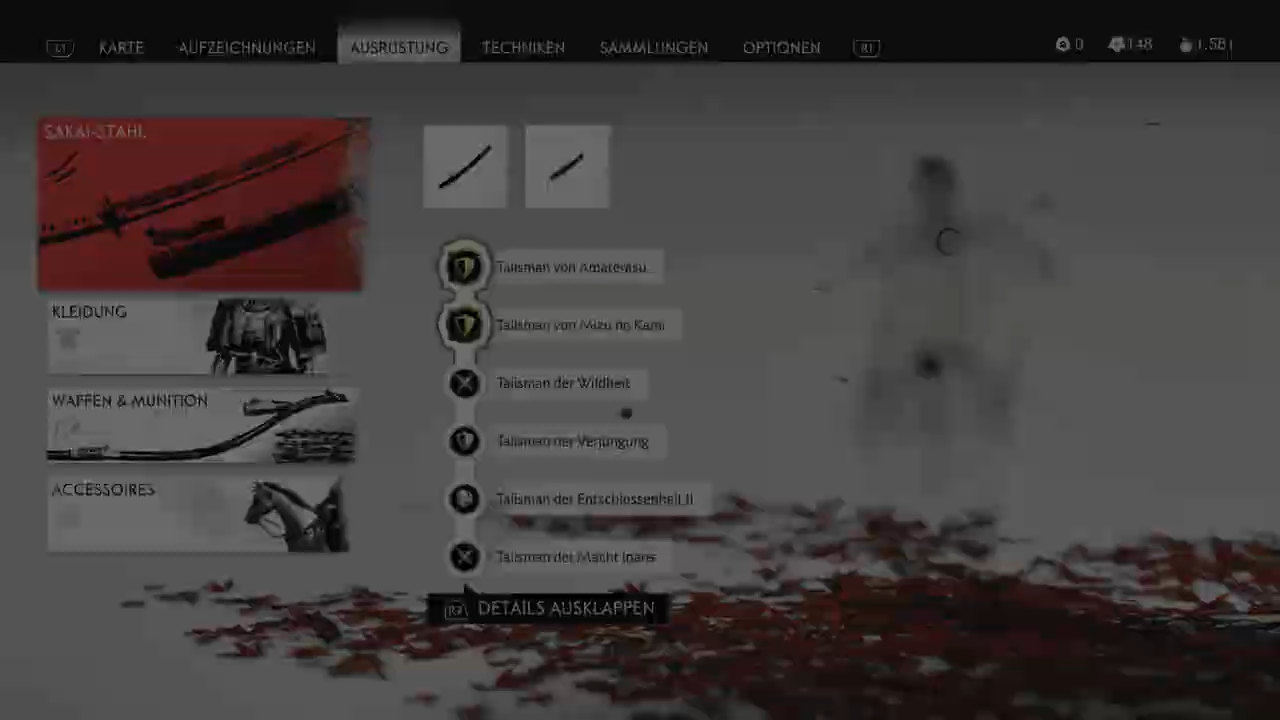 L1 KARTE AUFZEICHNUNGEN AUSRÜSTUNG TECHNIKEN SAMMLUNGEN OPTIONEN R1 0 148 1.581
SAKAI-STAHL
Talisman von Amaterasu...
KLEIDUNG
Talisman von Mizu no Kami
Talisman der Wildheit
WAFFEN & MUNITION
Talisman der Verjüngung
ACCESSOIRES
Talisman der Entschlossenheit II
Talisman der Macht Inaris
DETAILS AUSKLAPPEN